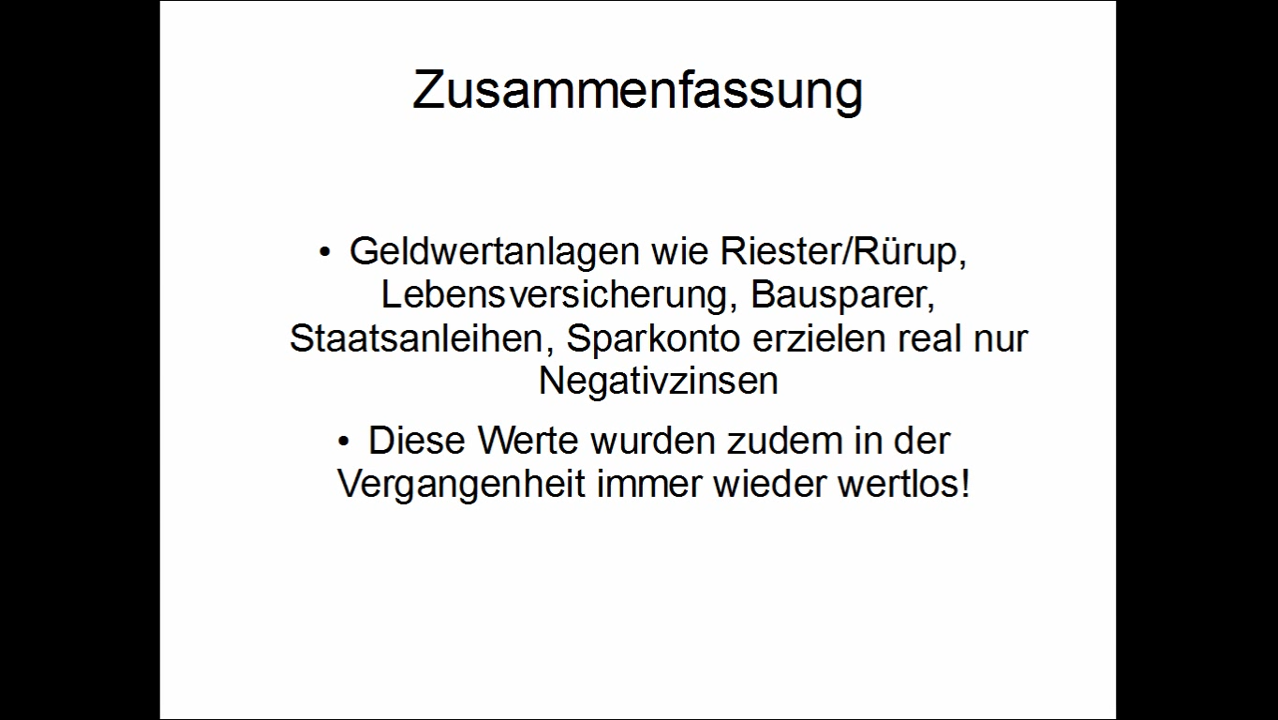 Zusammenfassung
• Geldwertanlagen wie Riester/Rürup,
Lebensversicherung, Bausparer,
Staatsanleihen, Sparkonto erzielen real nur
Negativzinsen
• Diese Werte wurden zudem in der
Vergangenheit immer wieder wertlos!